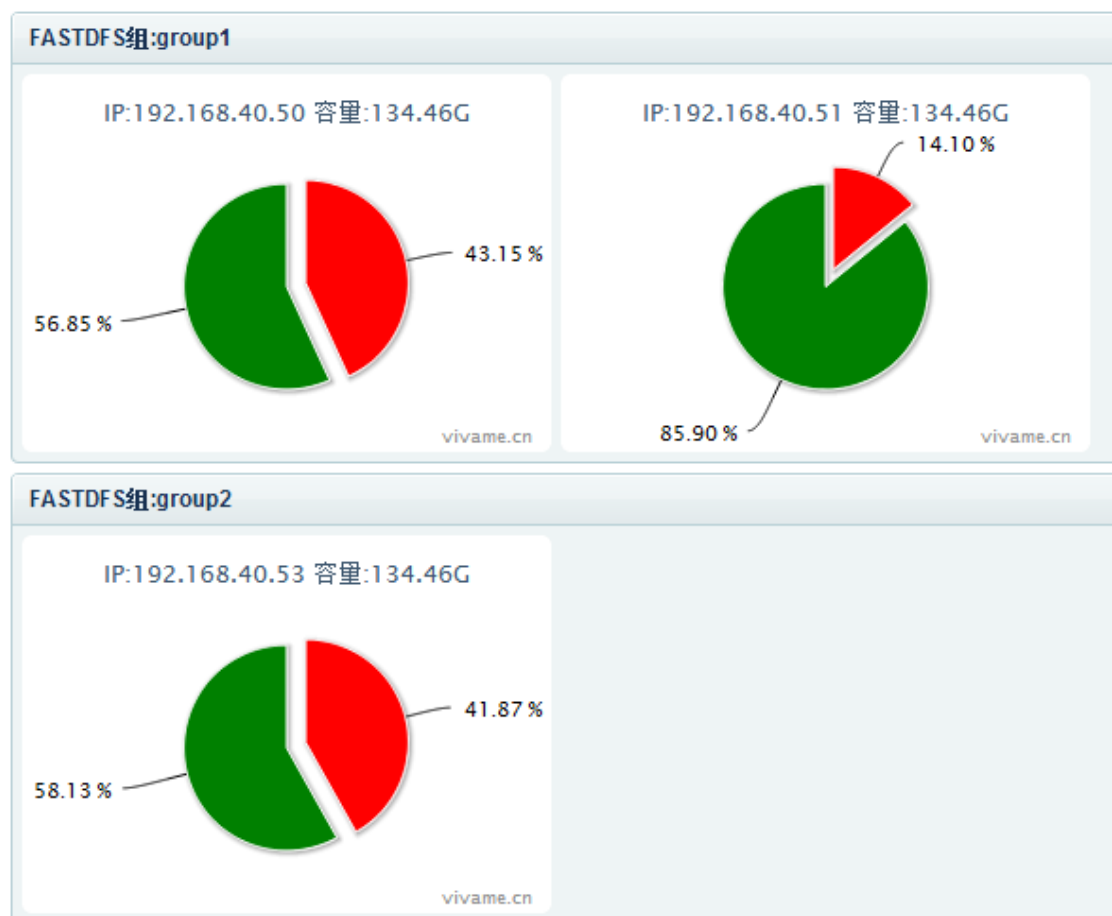 FASTDFS组:group1
IP:192.168.40.50 容量:134.46G
43.15 %
56.85 %
vivame.cn
IP:192.168.40.51 容量:134.46G
14.10 %
85.90 %
vivame.cn
FASTDFS组:group2
IP:192.168.40.53 容量:134.46G
41.87 %
58.13 %
vivame.cn